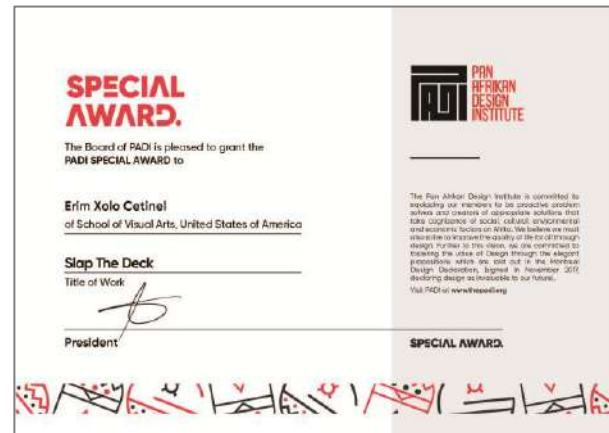 SPECIAL
AWARD.
The Board of PADI is pleased to grant the
PADI SPECIAL AWARD to
Erim Xolo Cetinel
of School of Visual Arts, United States of America
Slap The Deck
Title of Work
President
PADI
PAN
AFRIKAN
DESIGN
INSTITUTE
The Pan Afrikan Design Institute is committed to
equipping our members to be proactive problem
solvers and creators of appropriate solutions that
take cognizance of social, cultural, environmental
and economic factors on Afrika. We believe we must
also strive to improve the quality of life for all through
design. Further to this vision, we are committed to
fostering the value of Design through the elegant
propositions which are laid out in the Montreal
Design Declaration, signed in November 2017,
declaring design as invaluable to our future.
Visit PADI at www.thepadi.org
SPECIAL AWARD.